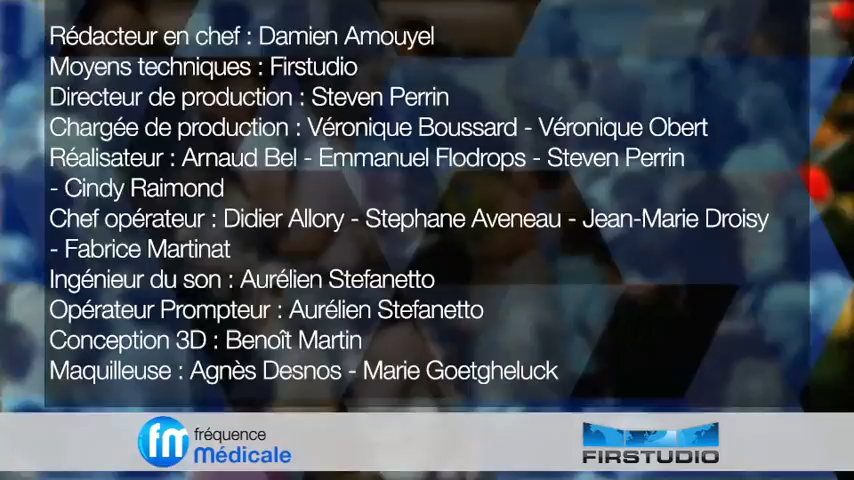 Rédacteur en chef : Damien Amouyel
Moyens techniques : Firstudio
Directeur de production : Steven Perrin
Chargée de production : Véronique Boussard - Véronique Obert
Réalisateur : Arnaud Bel - Emmanuel Flodrops - Steven Perrin
- Cindy Raimond
Chef opérateur : Didier Allory - Stephane Aveneau - Jean-Marie Droisy
- Fabrice Martinat
Ingénieur du son : Aurélien Stefanetto
Opérateur Prompteur : Aurélien Stefanetto
Conception 3D : Benoît Martin
Maquilleuse : Agnès Desnos - Marie Goetgheluck
fm fréquence
médicale
FIRSTUDIO